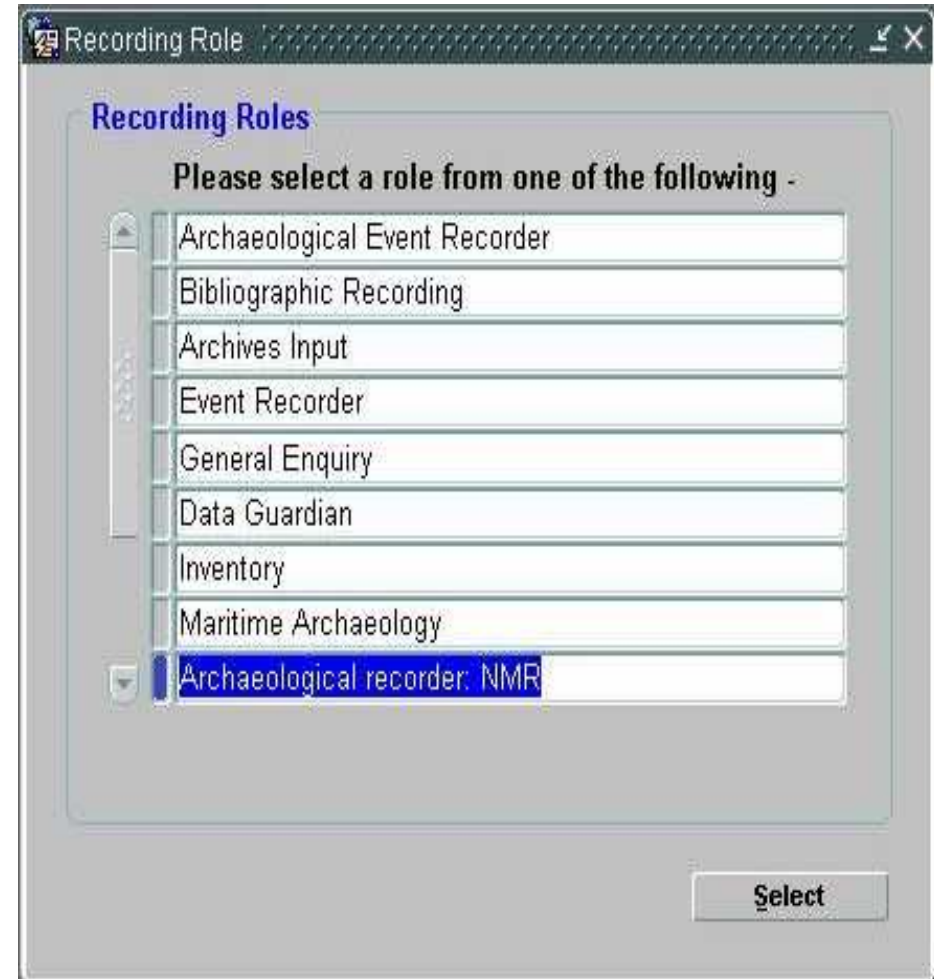 Recording Role
Recording Roles
Please select a role from one of the following -
Archaeological Event Recorder
Bibliographic Recording
Archives Input
Event Recorder
General Enquiry
Data Guardian
Inventory
Maritime Archaeology
Archaeological recorder: NMR
Select